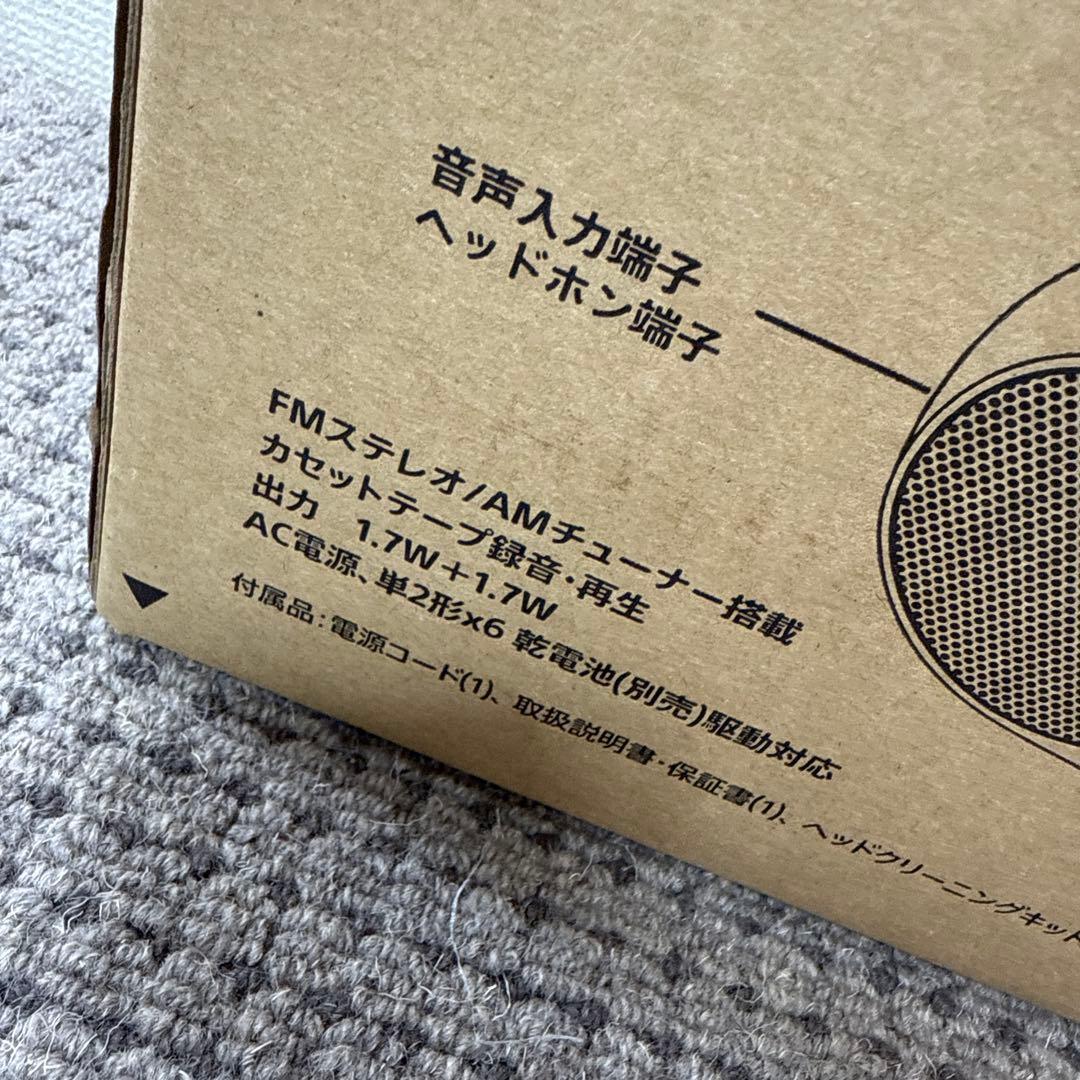 音声入力端子
ヘッドホン端子
FMステレオ/AMチューナー搭載
カセットテープ録音・再生
出力 1.7W+1.7W
AC電源、単2形x6 乾電池(別売)駆動対応
付属品:電源コード(1)、取扱説明書・保証書(1)、ヘッドクリーニングキット